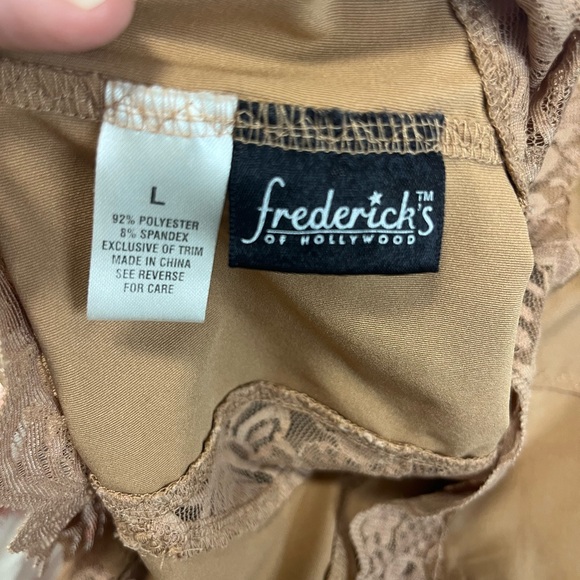 L
92% POLYESTER
8% SPANDEX
EXCLUSIVE OF TRIM
MADE IN CHINA
SEE REVERSE
FOR CARE
frederick's™
OF HOLLYWOOD